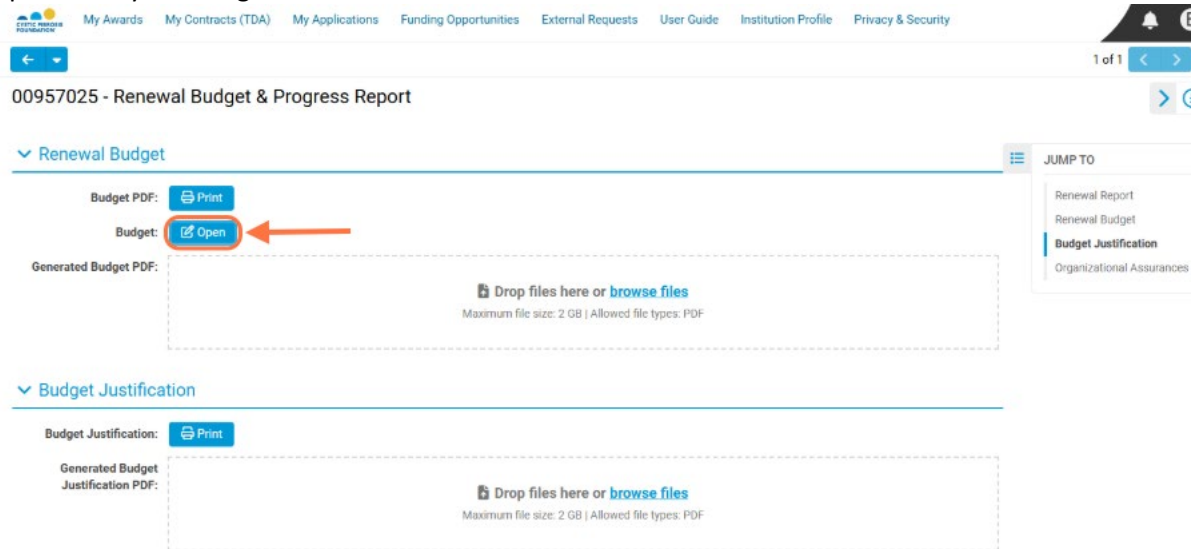 CYSTIC FIBROSIS
FOUNDATION
My Awards My Contracts (TDA) My Applications Funding Opportunities External Requests User Guide Institution Profile Privacy & Security
1 of 1
00957025 - Renewal Budget & Progress Report
Renewal Budget
JUMP TO
Budget PDF: Print
Renewal Report
Renewal Budget
Budget: Open
Budget Justification
Organizational Assurances
Generated Budget PDF:
Drop files here or browse files
Maximum file size: 2 GB | Allowed file types: PDF
Budget Justification
Budget Justification: Print
Generated Budget
Justification PDF:
Drop files here or browse files
Maximum file size: 2 GB | Allowed file types: PDF